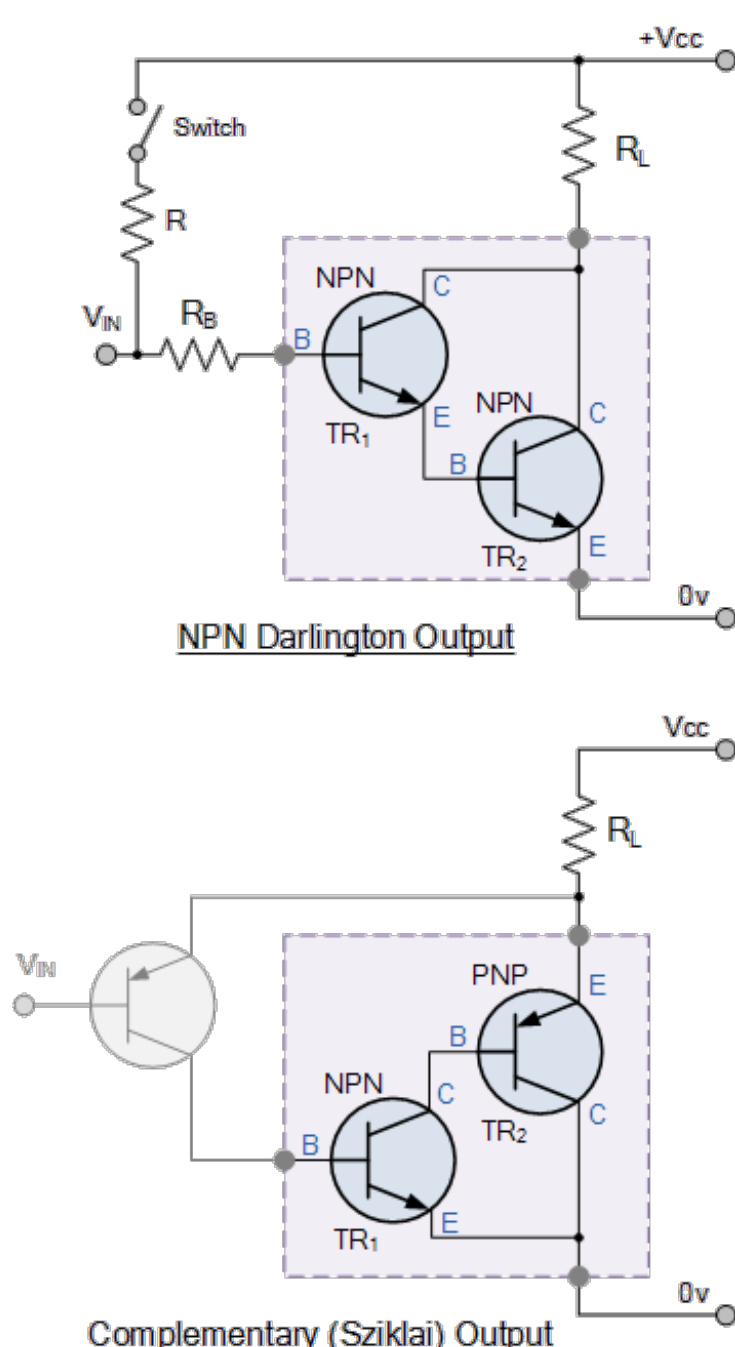 +Vcc
Switch
RL
R
NPN
C
VIN
RB
B
NPN
E
C
TR1
B
TR2
E
0v
NPN Darlington Output
Vcc
RL
VIN
PNP
E
B
NPN
C
TR2
C
B
E
TR1
0v
Complementary (Sziklai) Output